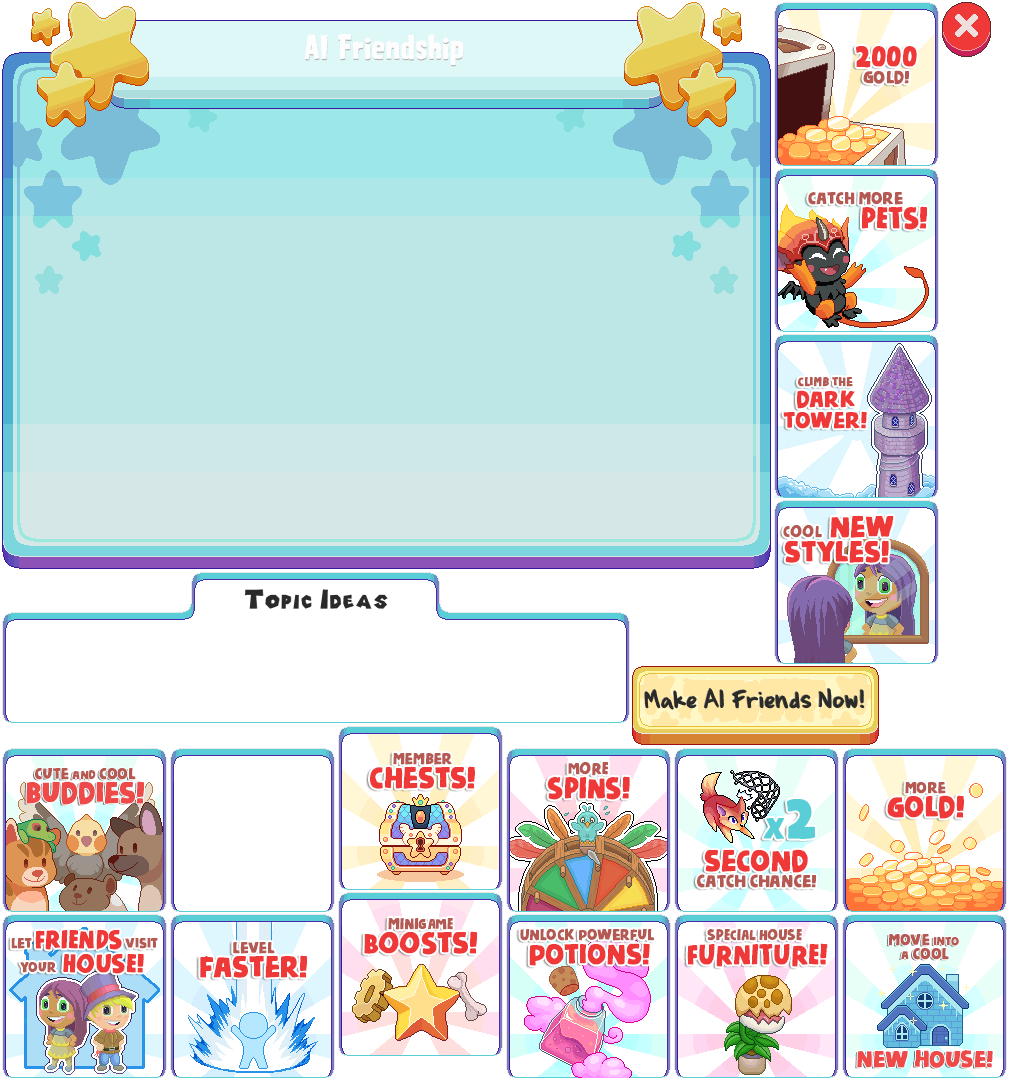 AI Friendship
2000
GOLD!
CATCH MORE
PETS!
CLIMB THE
DARK
TOWER!
COOL NEW
STYLES!
TOPIC IDEAS
Make AI Friends Now!
CUTE AND COOL
BUDDIES!
MEMBER
CHESTS!
MORE
SPINS!
x2
SECOND
CATCH CHANCE!
MORE
GOLD!
LET FRIENDS VISIT
YOUR HOUSE!
LEVEL
FASTER!
MINIGAME
BOOSTS!
UNLOCK POWERFUL
POTIONS!
SPECIAL HOUSE
FURNITURE!
MOVE INTO
A COOL
NEW HOUSE!